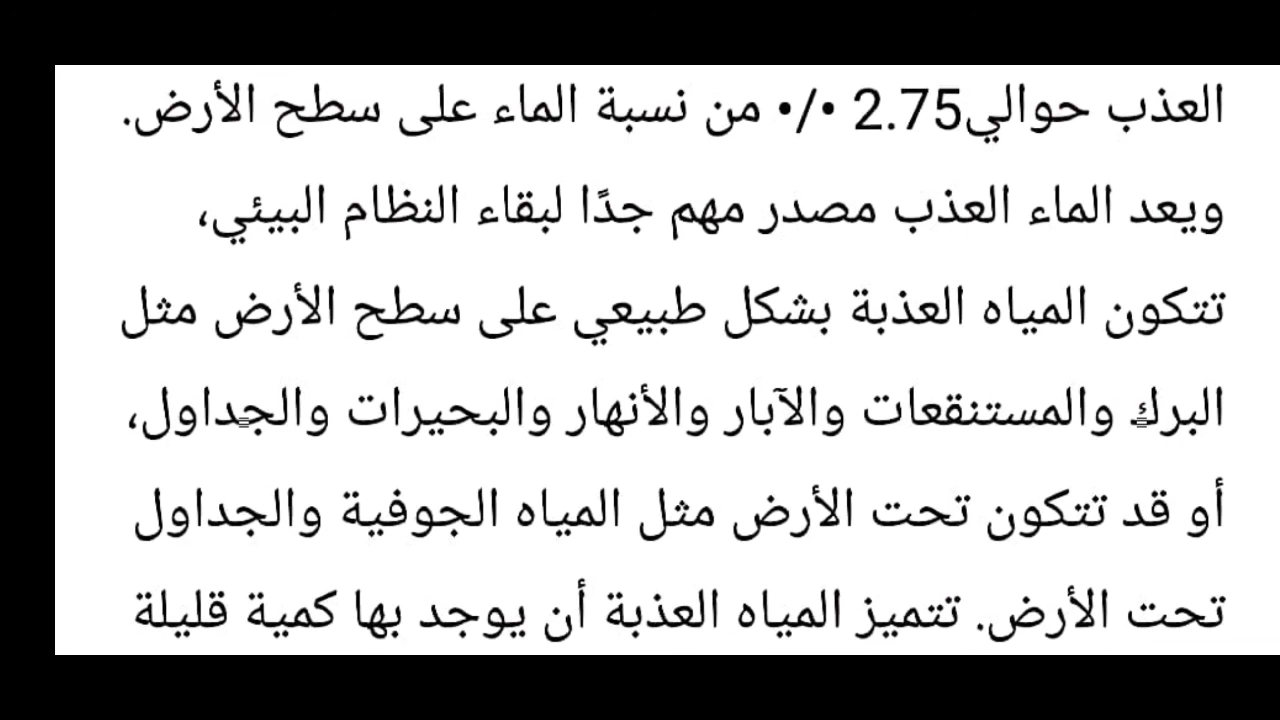 العذب حوالي2.75 •/• من نسبة الماء على سطح الأرض.
ويعد الماء العذب مصدر مهم جدًا لبقاء النظام البيئي،
تتكون المياه العذبة بشكل طبيعي على سطح الأرض مثل
البرك والمستنقعات والآبار والأنهار والبحيرات والجداول،
أو قد تتكون تحت الأرض مثل المياه الجوفية والجداول
تحت الأرض. تتميز المياه العذبة أن يوجد بها كمية قليلة